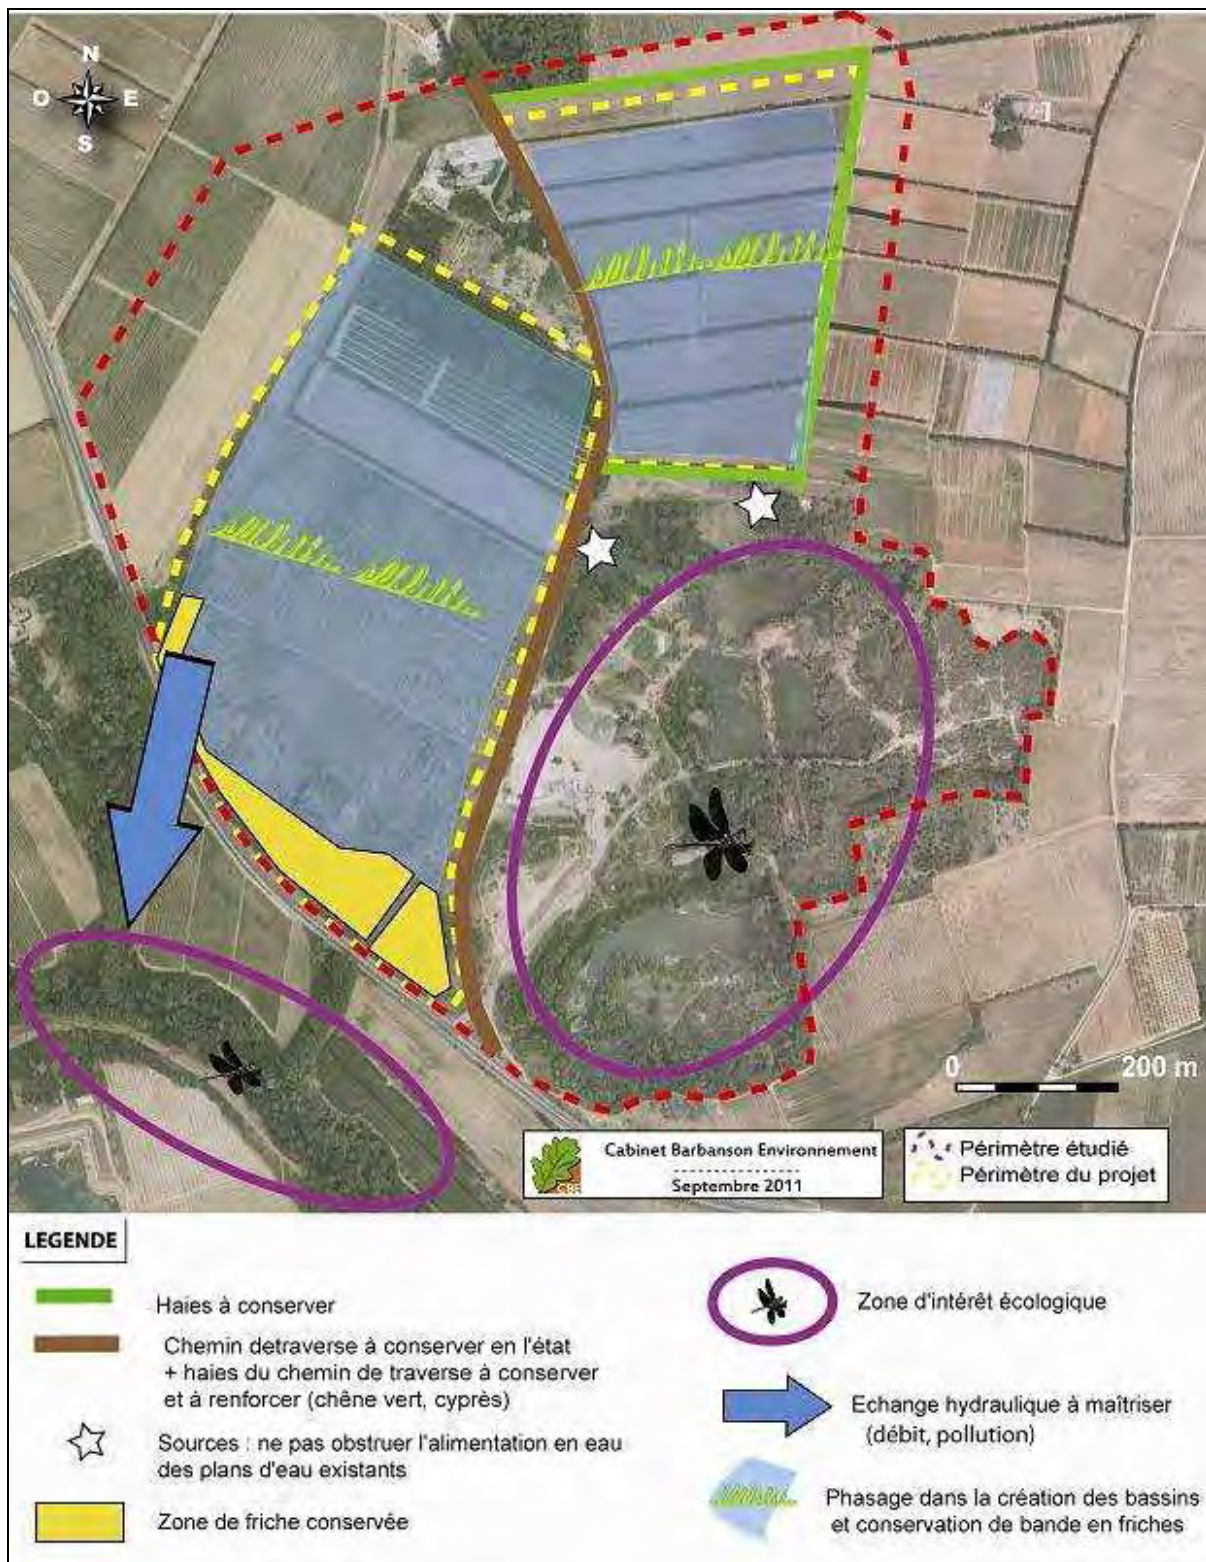 N
O E
S
0 200 m
Cabinet Barbanson Environnement
Septembre 2011
CBE
Périmètre étudié
Périmètre du projet
LEGENDE
Haies à conserver
Chemin detraverse à conserver en l'état
+ haies du chemin de traverse à conserver
et à renforcer (chêne vert, cyprès)
Sources : ne pas obstruer l'alimentation en eau
des plans d'eau existants
Zone de friche conservée
Zone d'intérêt écologique
Echange hydraulique à maîtriser
(débit, pollution)
Phasage dans la création des bassins
et conservation de bande en friches